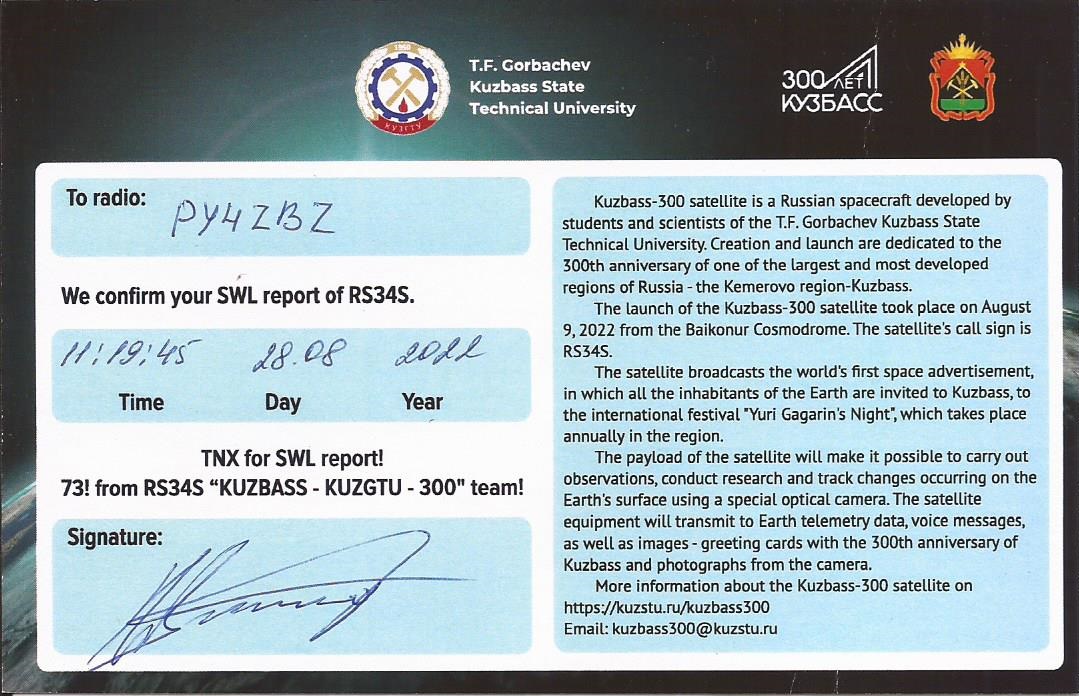 1950
КУЗГТУ
T.F. Gorbachev
Kuzbass State
Technical University
300 ЛЕТ
КУЗБАСС
To radio:
PY4ZBZ
We confirm your SWL report of RS34S.
11:19:45 28.08 2022
Time Day Year
TNX for SWL report!
73! from RS34S “KUZBASS - KUZGTU - 300" team!
Signature:
Kuzbass-300 satellite is a Russian spacecraft developed by
students and scientists of the T.F. Gorbachev Kuzbass State
Technical University. Creation and launch are dedicated to the
300th anniversary of one of the largest and most developed
regions of Russia - the Kemerovo region-Kuzbass.
The launch of the Kuzbass-300 satellite took place on August
9, 2022 from the Baikonur Cosmodrome. The satellite's call sign is
RS34S.
The satellite broadcasts the world's first space advertisement,
in which all the inhabitants of the Earth are invited to Kuzbass, to
the international festival "Yuri Gagarin's Night", which takes place
annually in the region.
The payload of the satellite will make it possible to carry out
observations, conduct research and track changes occurring on the
Earth's surface using a special optical camera. The satellite
equipment will transmit to Earth telemetry data, voice messages,
as well as images - greeting cards with the 300th anniversary of
Kuzbass and photographs from the camera.
More information about the Kuzbass-300 satellite on
https://kuzstu.ru/kuzbass300
Email: kuzbass300@kuzstu.ru